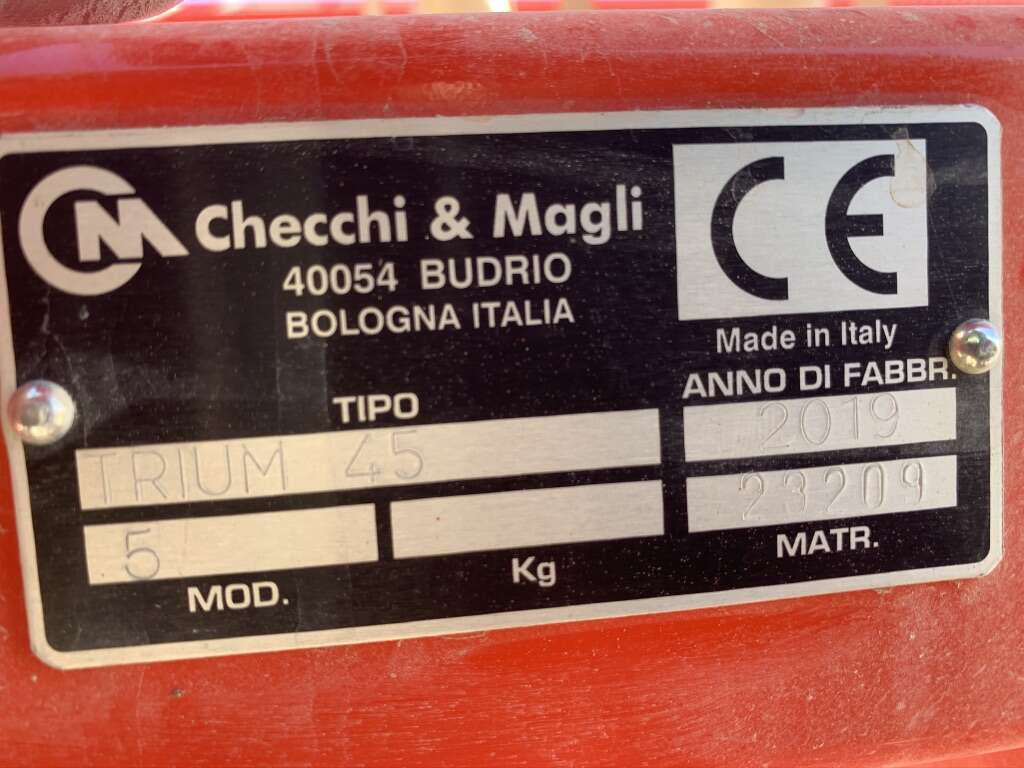 CM Checchi & Magli
40054 BUDRIO
BOLOGNA ITALIA
CE
Made in Italy
TIPO
TRIUM 45
ANNO DI FABBR.
2019
5
MOD.
Kg
23209
MATR.